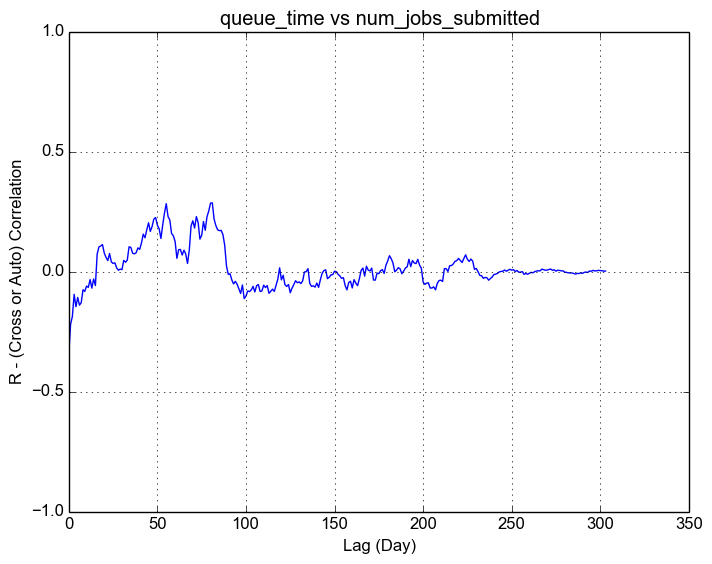 queue_time vs num_jobs_submitted
1.0
0.5
0.0
−0.5
−1.0
R - (Cross or Auto) Correlation
0 50 100 150 200 250 300 350
Lag (Day)